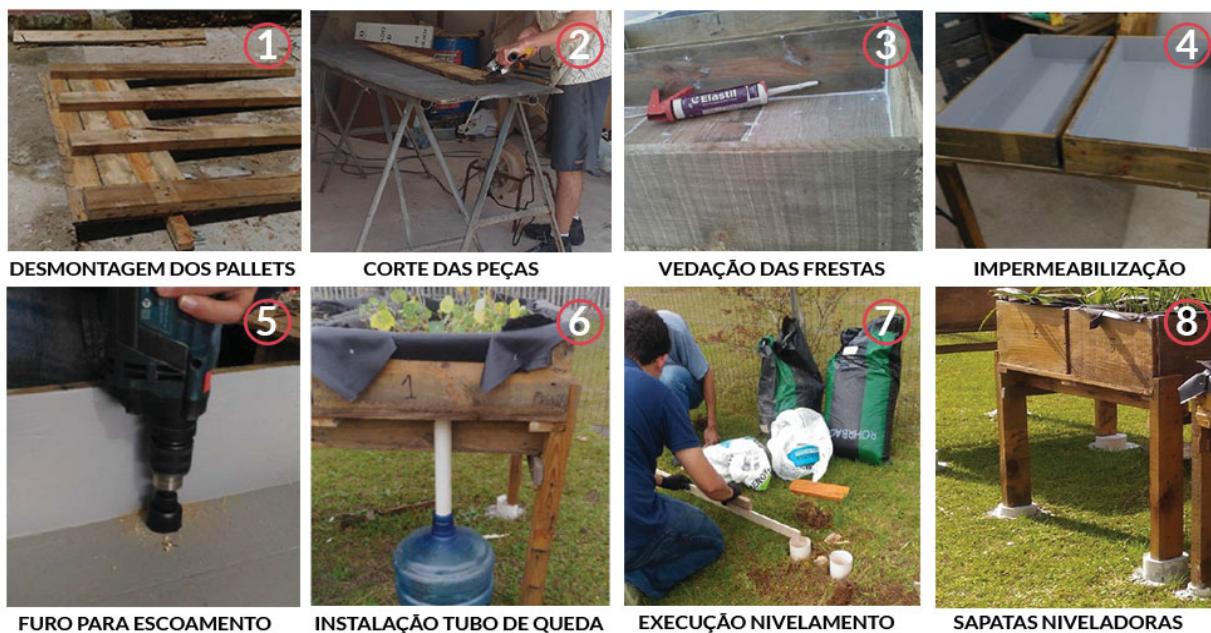 1
2
3
4
Elastil
DESMONTAGEM DOS PALLETS
CORTE DAS PEÇAS
VEDAÇÃO DAS FRESTAS
IMPERMEABILIZAÇÃO
5
6
7
8
1
FURO PARA ESCOAMENTO
INSTALAÇÃO TUBO DE QUEDA
EXECUÇÃO NIVELAMENTO
SAPATAS NIVELADORAS